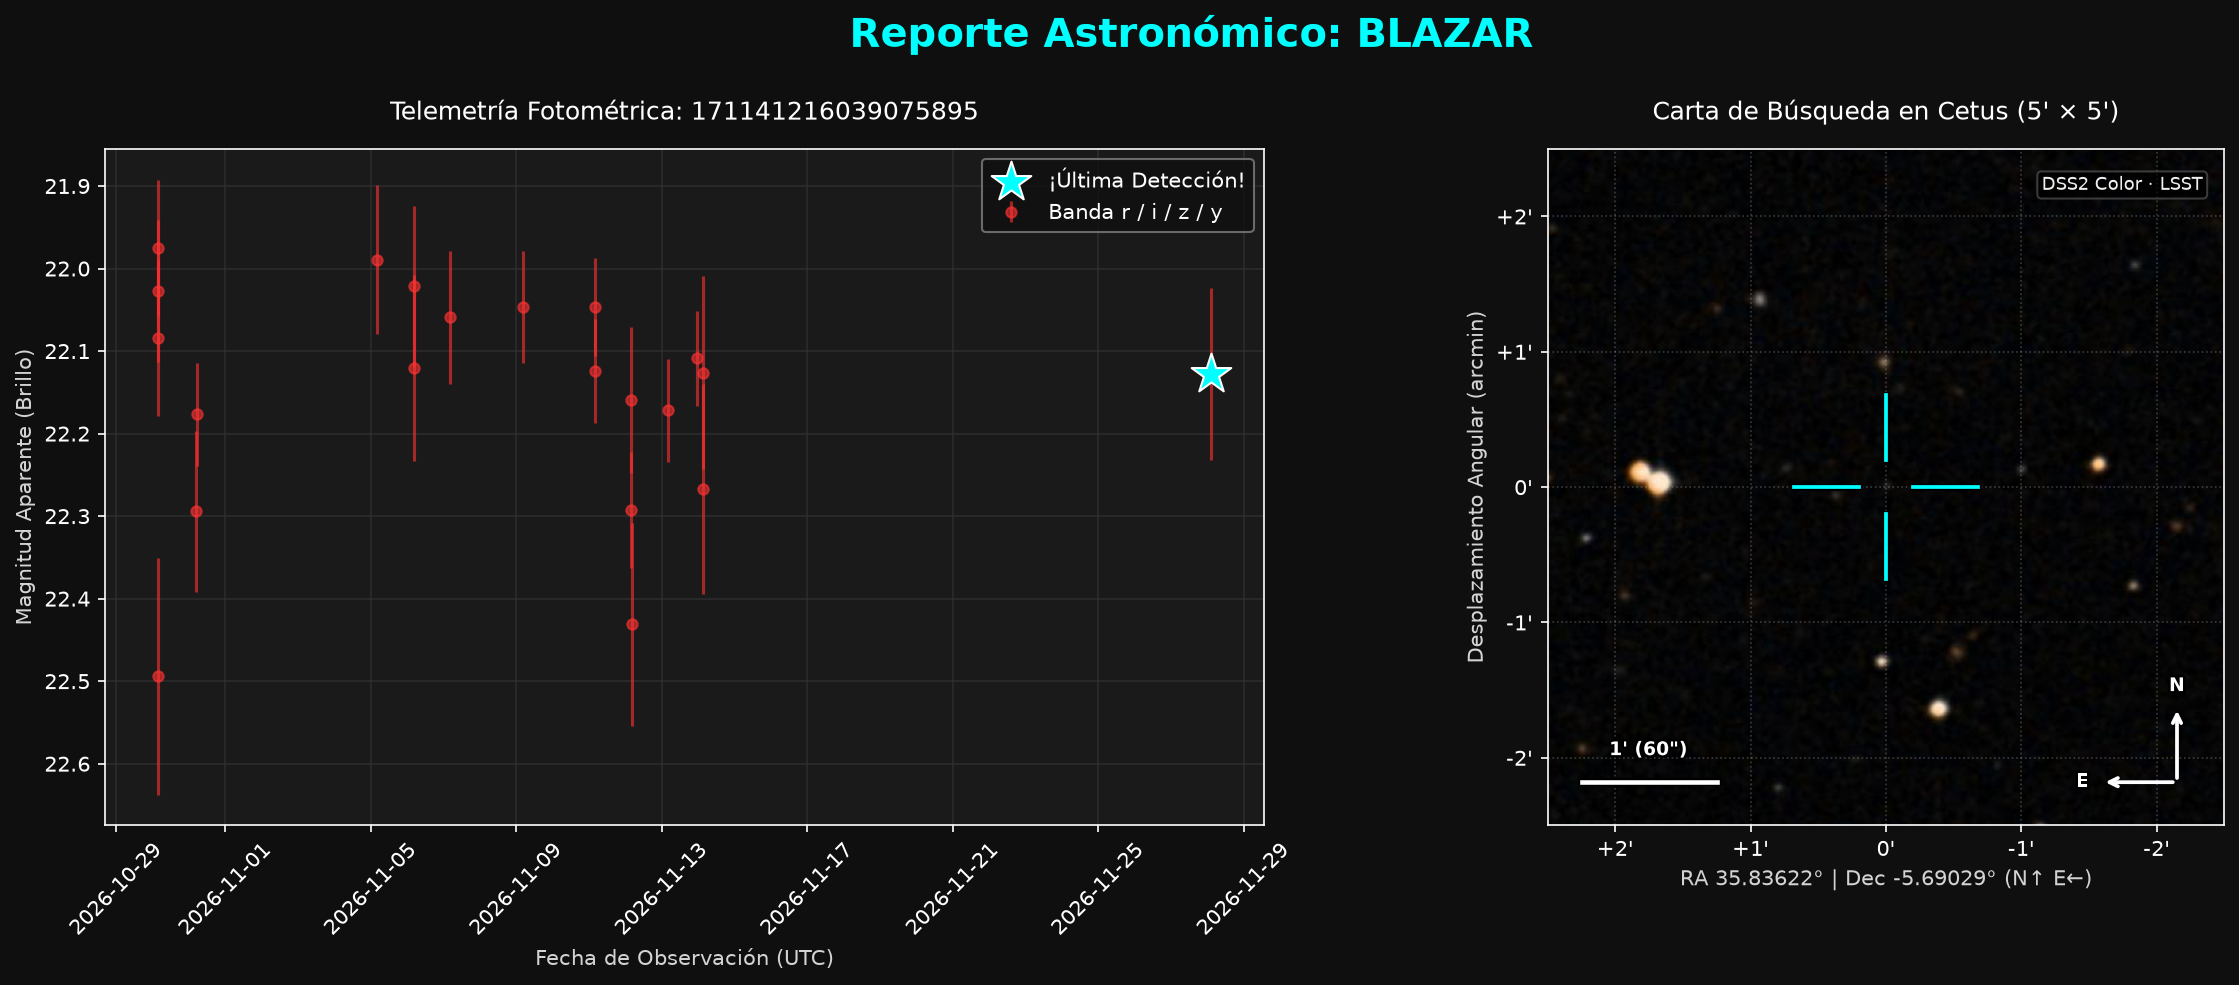 Reporte Astronómico: BLAZAR
Telemetría Fotométrica: 171141216039075895
¡Última Detección!
Banda r / i / z / y
Magnitud Aparente (Brillo)
21.9
22.0
22.1
22.2
22.3
22.4
22.5
22.6
2026-10-29
2026-11-01
2026-11-05
2026-11-09
2026-11-13
2026-11-17
2026-11-21
2026-11-25
2026-11-29
Fecha de Observación (UTC)
Carta de Búsqueda en Cetus (5' × 5')
DSS2 Color · LSST
Desplazamiento Angular (arcmin)
+2'
+1'
0'
-1'
-2'
N
E
1' (60")
+2'
+1'
0'
-1'
-2'
RA 35.83622° | Dec -5.69029° (N↑ E←)